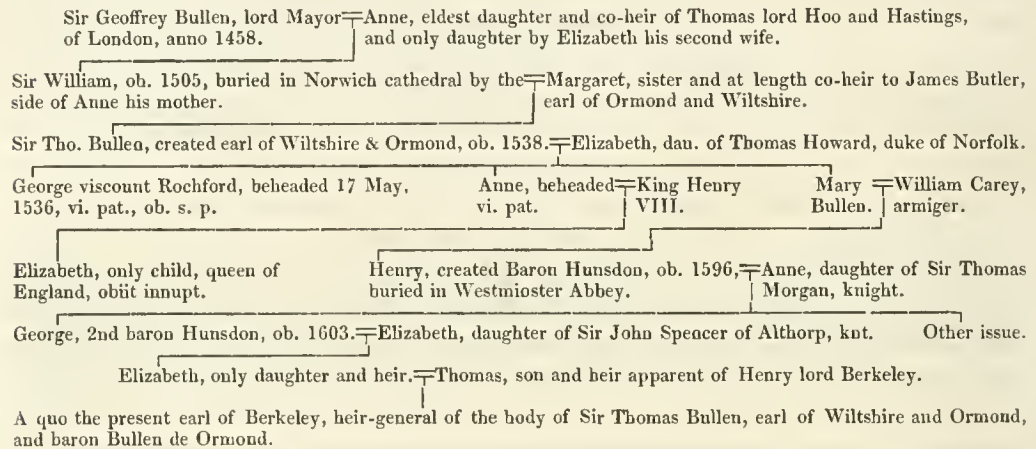 Sir Geoffrey Bullen, lord Mayor Anne, eldest daughter and co-heir of Thomas lord Hoo and Hastings,
of London, anno 1458. and only daughter by Elizabeth his second wife.
Sir William, ob. 1505, buried in Norwich cathedral by the Margaret, sister and at length co-heir to James Butler,
side of Anne his mother. earl of Ormond and Wiltshire.
Sir Tho. Bullen, created earl of Wiltshire & Ormond, ob. 1538. Elizabeth, dau. of Thomas Howard, duke of Norfolk.
George viscount Rochford, beheaded 17 May, Anne, beheaded King Henry Mary William Carey,
1536, vi. pat., ob. s. p. vi. pat. VIII. Bullen. armiger.
Elizabeth, only child, queen of Henry, created Baron Hunsdon, ob. 1596, Anne, daughter of Sir Thomas
England, obiit innupt. buried in Westmioster Abbey. Morgan, knight.
George, 2nd baron Hunsdon, ob. 1603. Elizabeth, daughter of Sir John Spencer of Althorp, knt. Other issue.
Elizabeth, only daughter and heir. Thomas, son and heir apparent of Henry lord Berkeley.
A quo the present earl of Berkeley, heir-general of the body of Sir Thomas Bullen, earl of Wiltshire and Ormond,
and baron Bullen de Ormond.